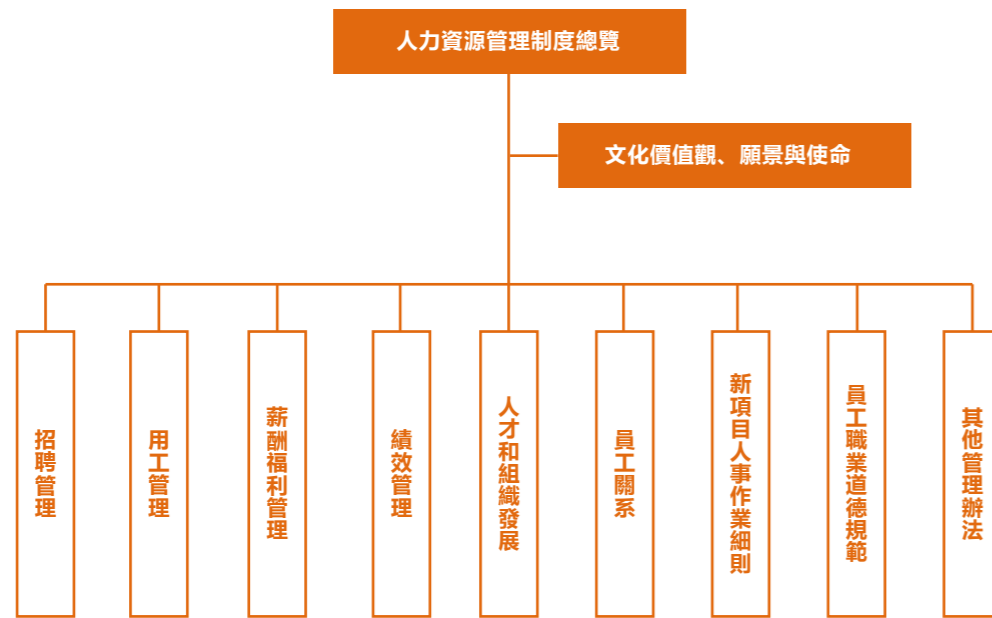 人力資源管理制度總覽
文化價值觀、願景與使命
招聘管理
用工管理
薪酬福利管理
績效管理
人才和組織發展
員工關系
新項目人事作業細則
員工職業道德規範
其他管理辦法